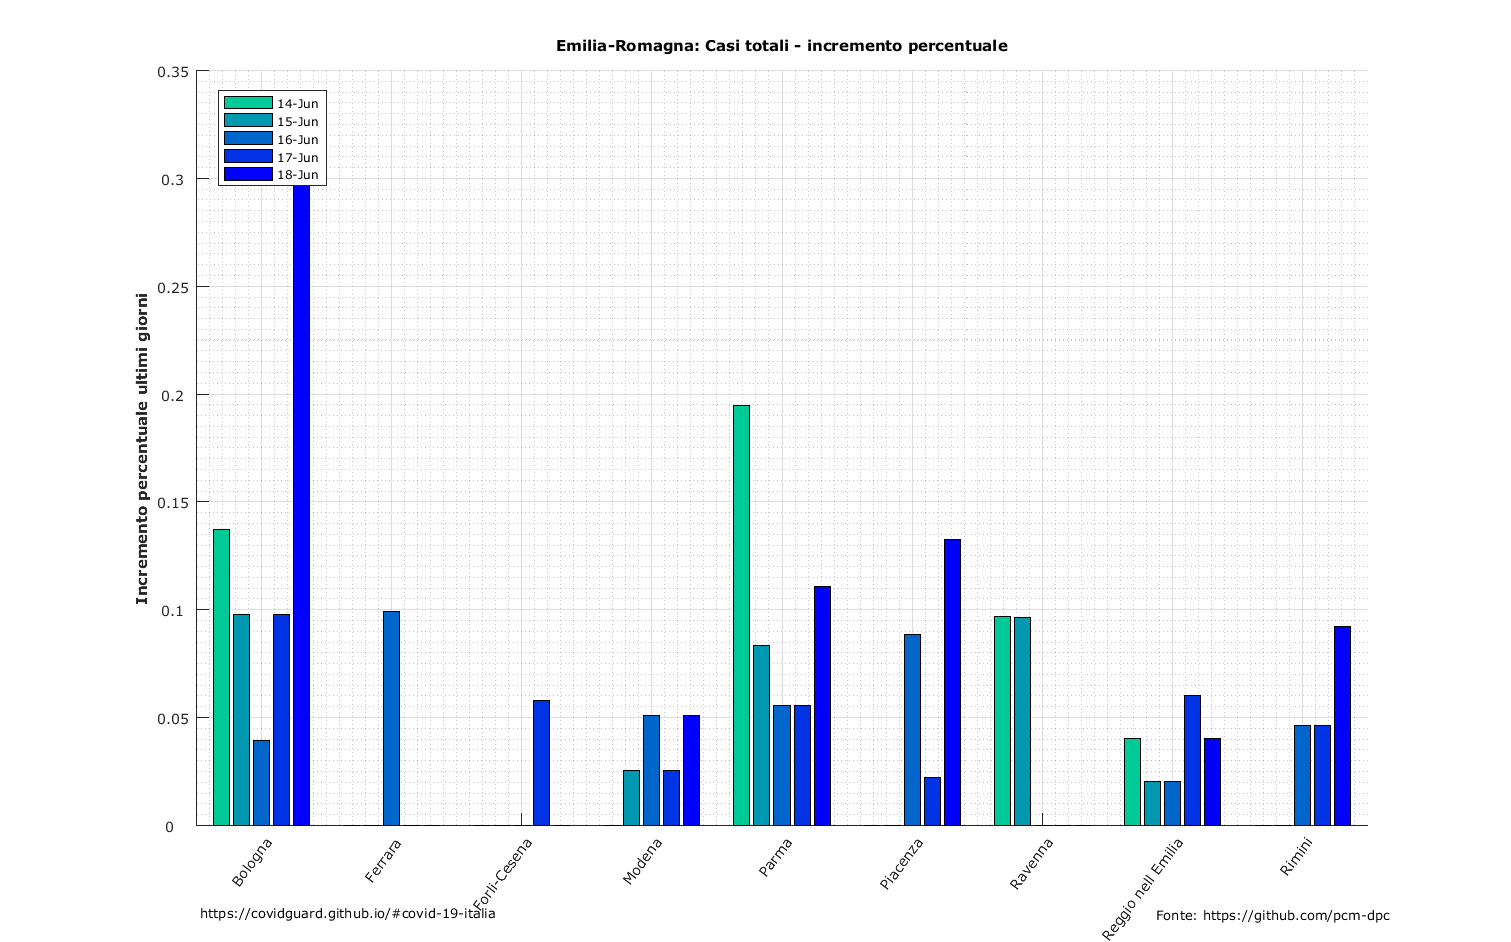 Emilia-Romagna: Casi totali - incremento percentuale
Incremento percentuale ultimi giorni
0.35
0.3
0.25
0.2
0.15
0.1
0.05
0
14-Jun
15-Jun
16-Jun
17-Jun
18-Jun
Bologna
Ferrara
Forlì-Cesena
Modena
Parma
Piacenza
Ravenna
Reggio nell Emilia
Rimini
https://covidguard.github.io/#covid-19-italia
Fonte: https://github.com/pcm-dpc